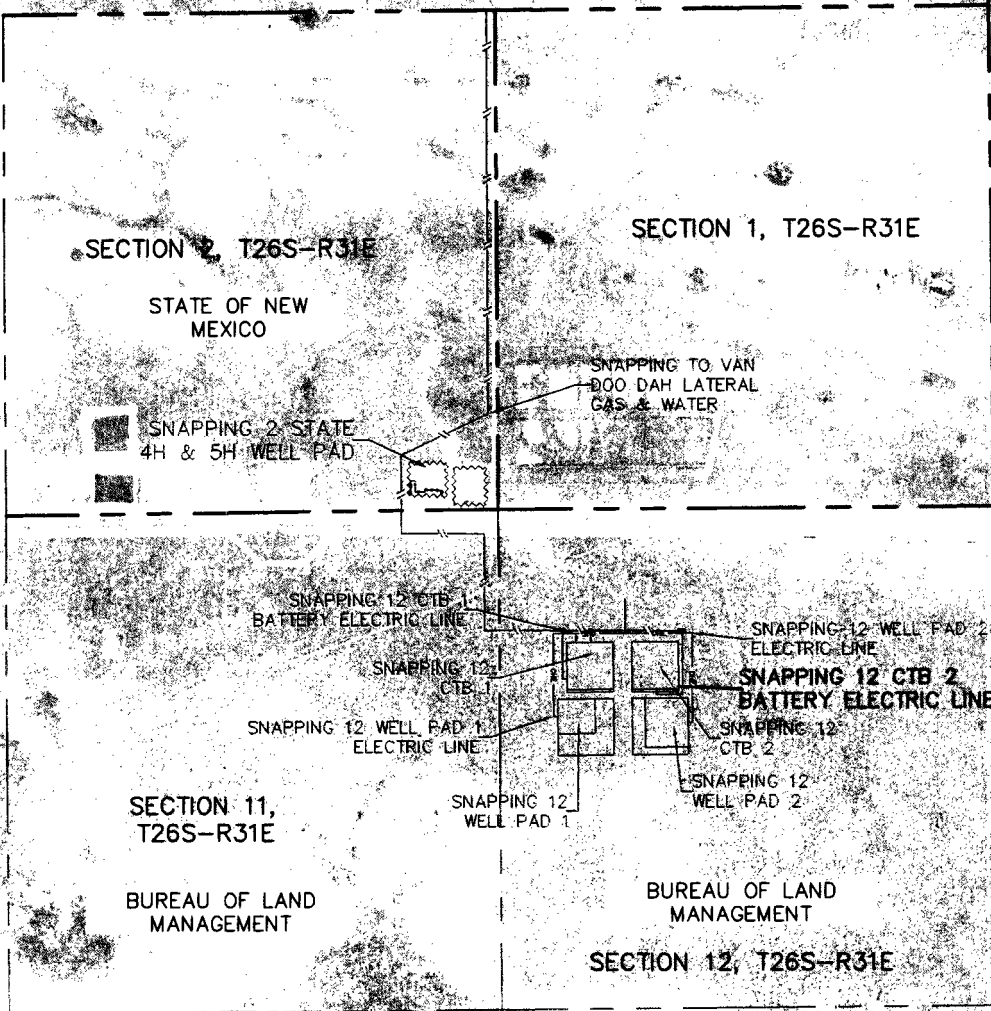 SECTION 2, T26S-R31E
STATE OF NEW
MEXICO
SECTION 1, T26S-R31E
SNAPPING TO VAN
DOO DAH LATERAL
GAS & WATER
SNAPPING 2 STATE
4H & 5H WELL PAD
SNAPPING 12 CTB 1
BATTERY ELECTRIC LINE
SNAPPING 12
CTB 1
SNAPPING 12 WELL PAD 1
ELECTRIC LINE
SNAPPING 12 WELL PAD 2
ELECTRIC LINE
SNAPPING 12 CTB 2
BATTERY ELECTRIC LINE
SNAPPING 12
CTB 2
SNAPPING 12
WELL PAD 2
SNAPPING 12
WELL PAD 1
SECTION 11,
T26S-R31E
BUREAU OF LAND
MANAGEMENT
BUREAU OF LAND
MANAGEMENT
SECTION 12, T26S-R31E